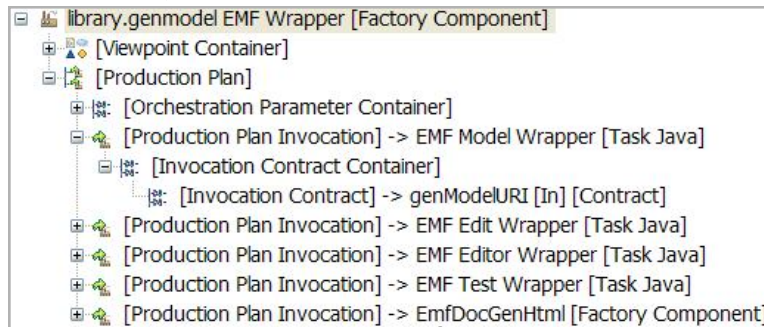 library.genmodel EMF Wrapper [Factory Component]
[Viewpoint Container]
[Production Plan]
[Orchestration Parameter Container]
[Production Plan Invocation] -> EMF Model Wrapper [Task Java]
[Invocation Contract Container]
[Invocation Contract] -> genModelURI [In] [Contract]
[Production Plan Invocation] -> EMF Edit Wrapper [Task Java]
[Production Plan Invocation] -> EMF Editor Wrapper [Task Java]
[Production Plan Invocation] -> EMF Test Wrapper [Task Java]
[Production Plan Invocation] -> EmfDocGenHtml [Factory Component]